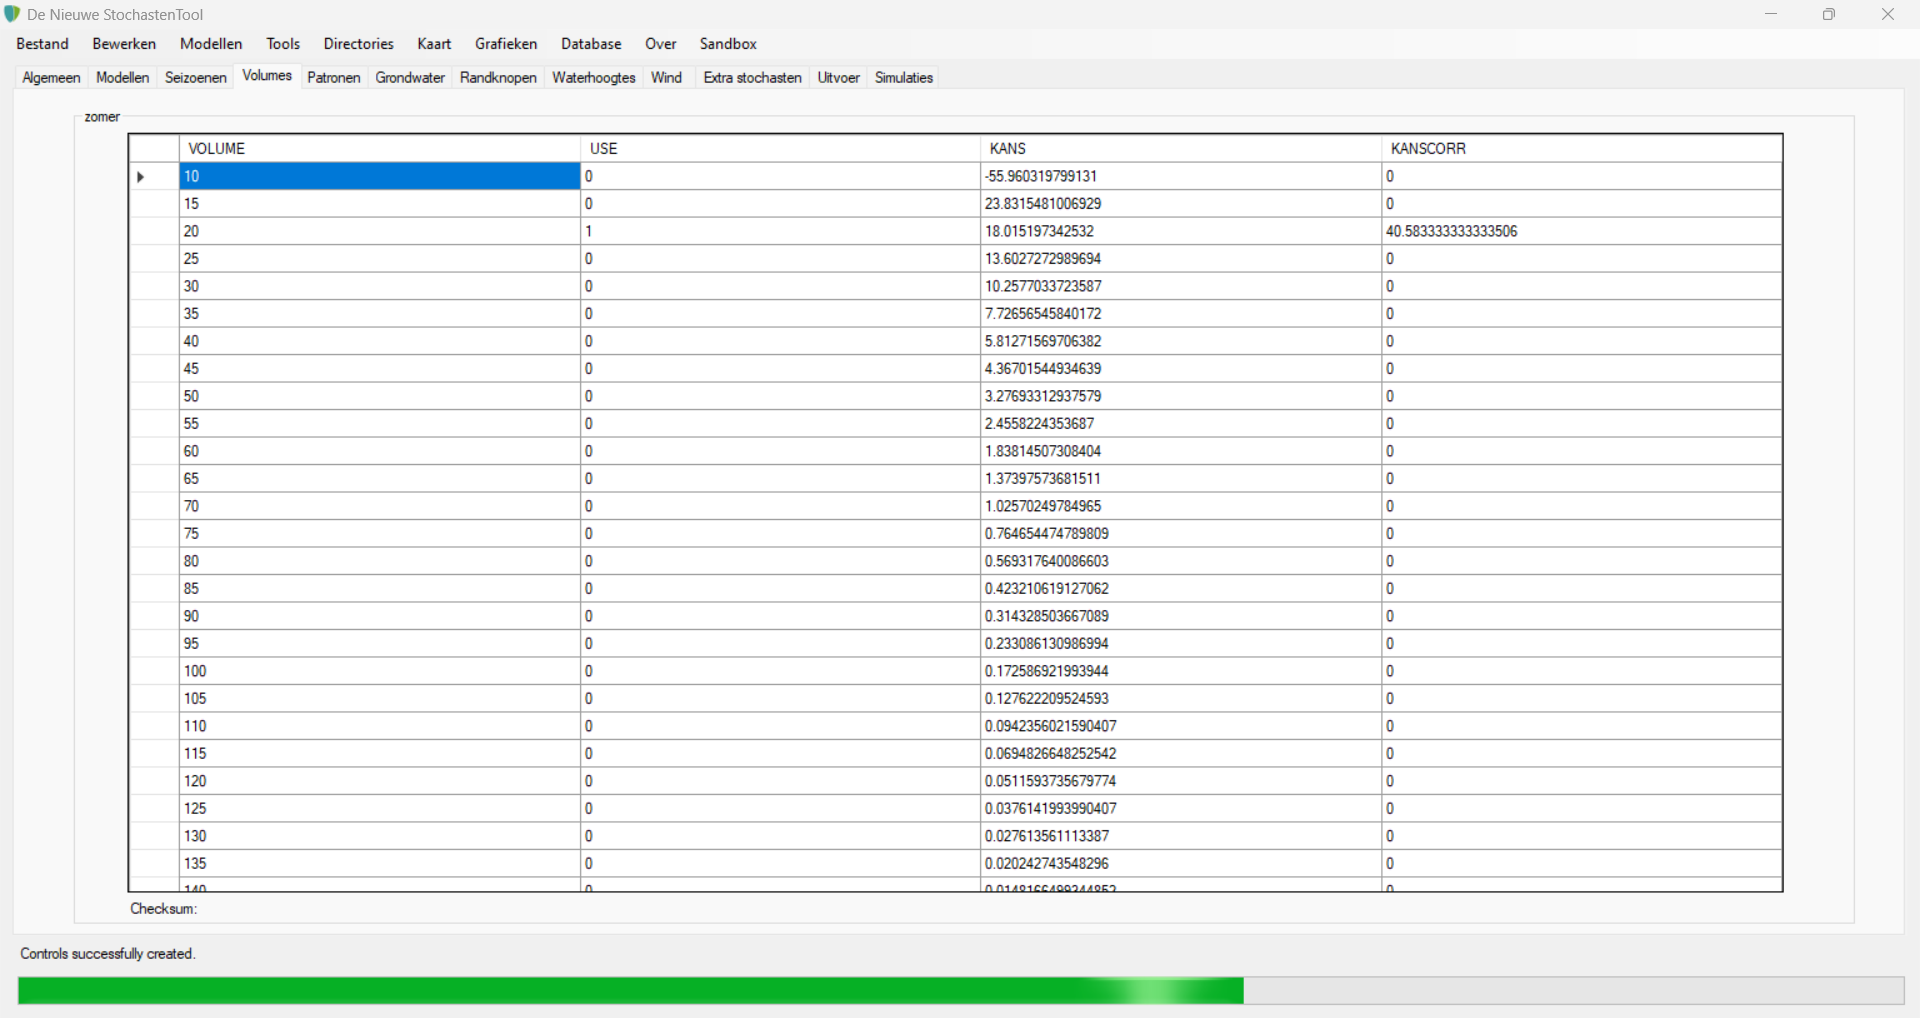 De Nieuwe StochastenTool
Bestand Bewerken Modellen Tools Directories Kaart Grafieken Database Over Sandbox
Algemeen Modellen Seizoenen Volumes Patronen Grondwater Randknopen Waterhoogtes Wind Extra stochasten Uitvoer Simulaties
zomer
VOLUME USE KANS KANSCORR
10 0 -55.960319799131 0
15 0 23.8315481006929 0
20 1 18.015197342532 40.583333333333506
25 0 13.6027272989694 0
30 0 10.2577033723587 0
35 0 7.72656545840172 0
40 0 5.81271569706382 0
45 0 4.36701544934639 0
50 0 3.27693312937579 0
55 0 2.4558224353687 0
60 0 1.83814507308404 0
65 0 1.37397573681511 0
70 0 1.02570249784965 0
75 0 0.764654474789809 0
80 0 0.569317640086603 0
85 0 0.423210619127062 0
90 0 0.314328503667089 0
95 0 0.233086130986994 0
100 0 0.172586921993944 0
105 0 0.127622209524593 0
110 0 0.0942356021590407 0
115 0 0.0694826648252542 0
120 0 0.0511593735679774 0
125 0 0.0376141993990407 0
130 0 0.027613561113387 0
135 0 0.020242743548296 0
140 0 0.0148166499344852 0
Checksum:
Controls successfully created.